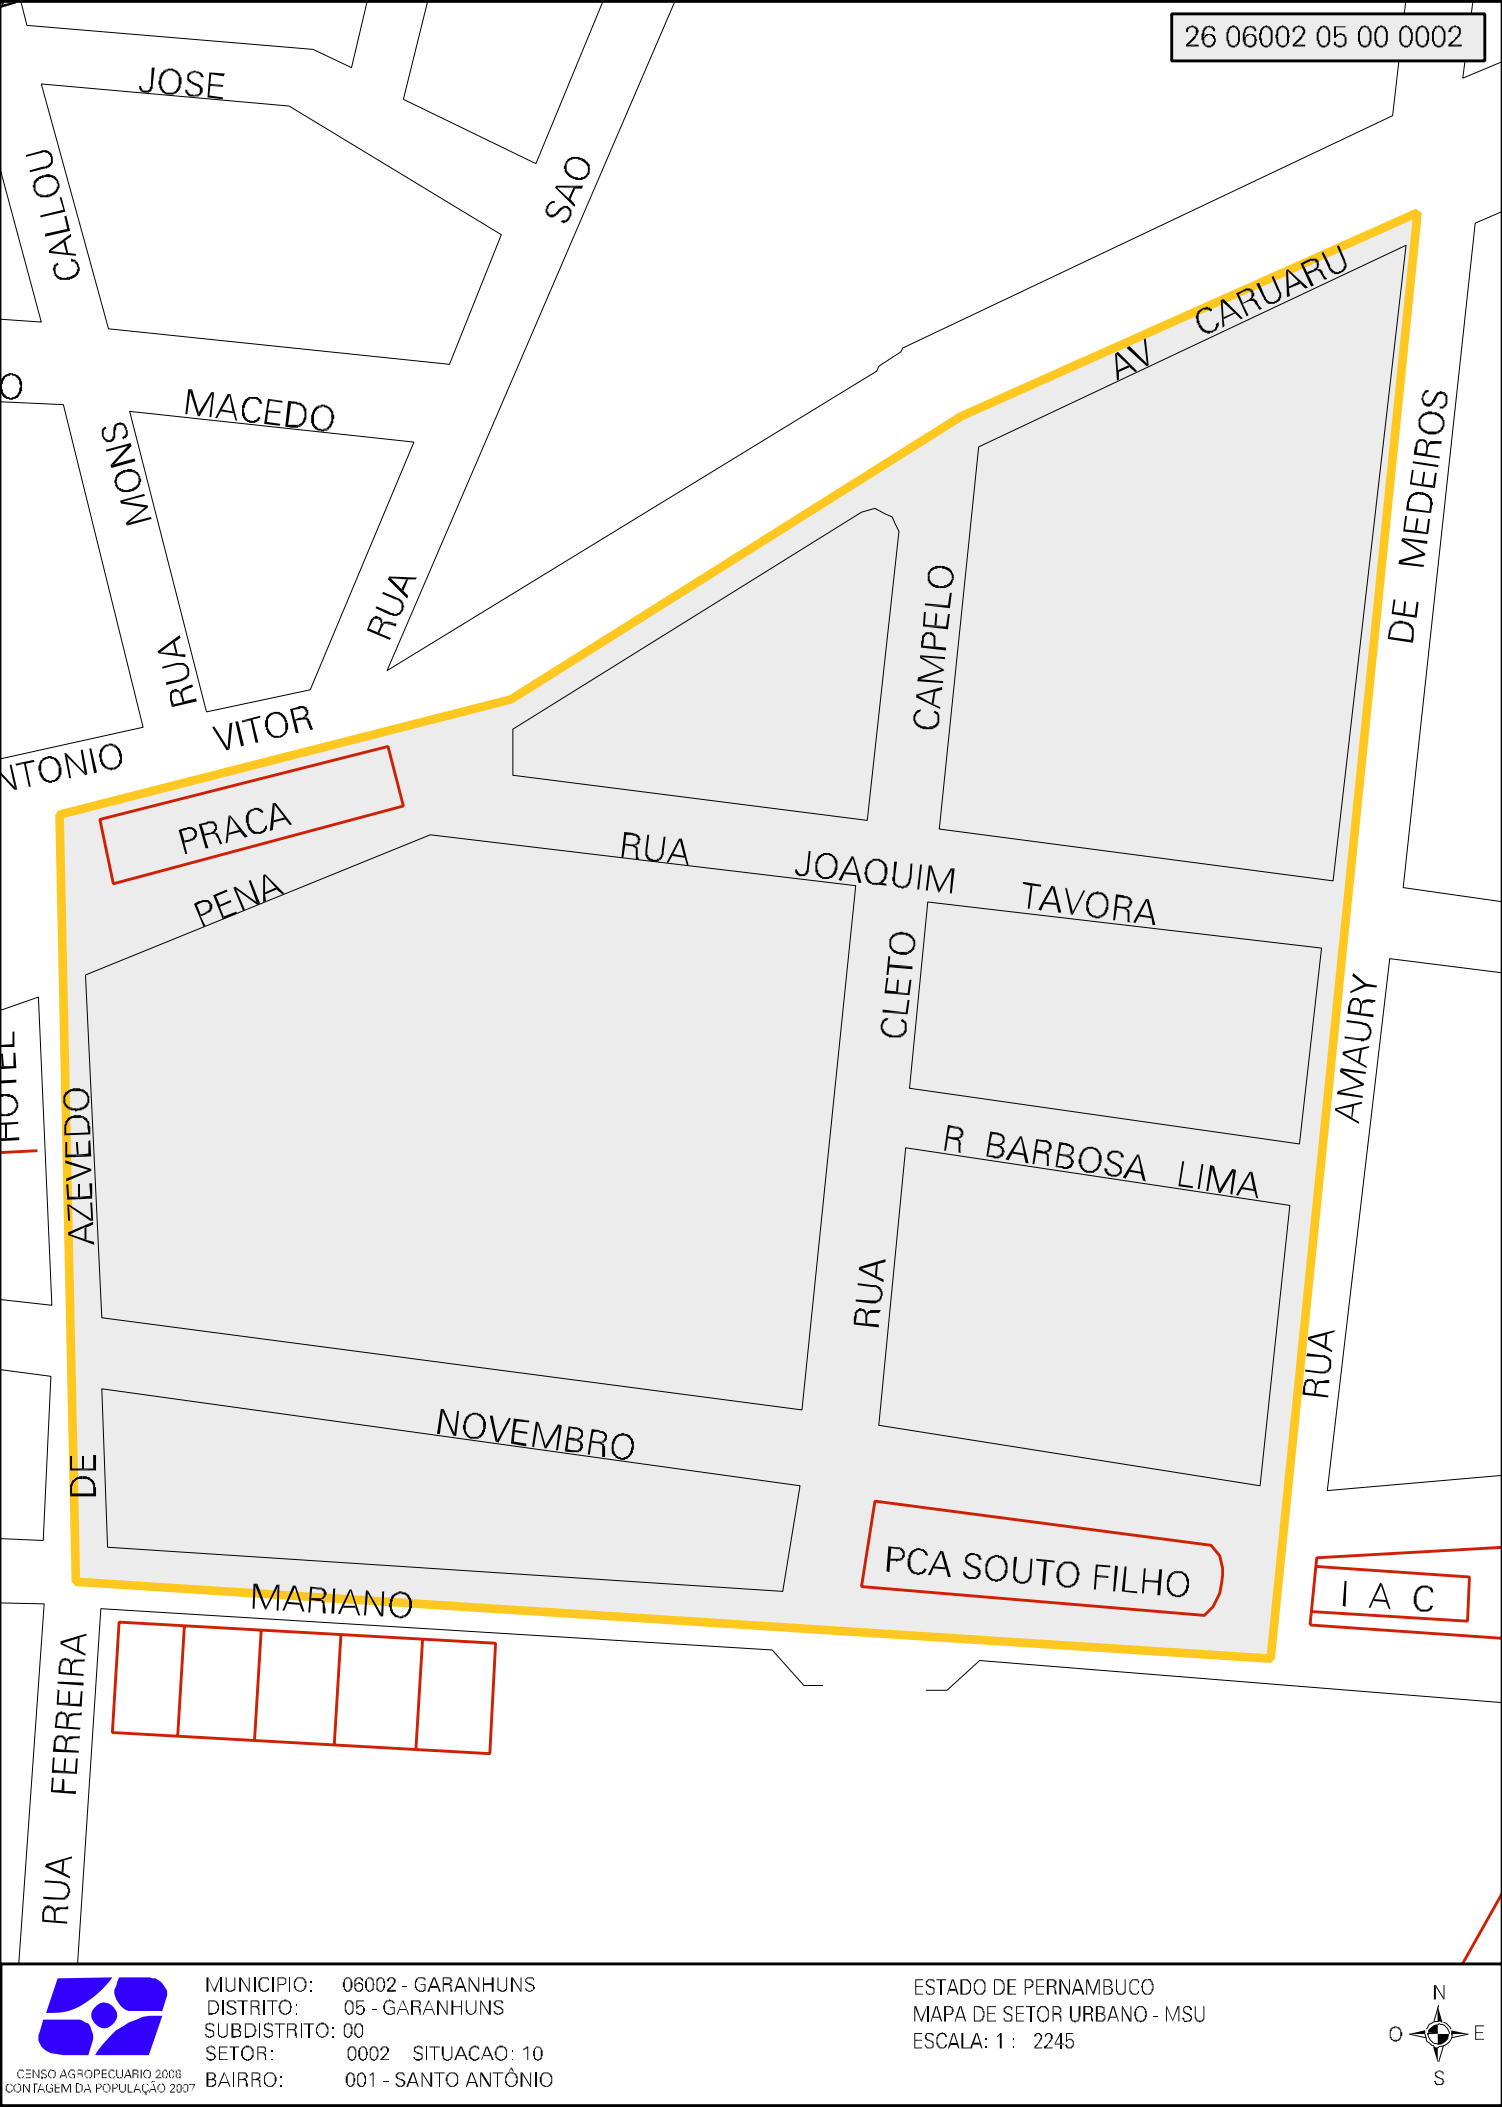 26 06002 05 00 0002
JOSE
CALLOU
SAO
AV CARUARU
O
MACEDO
MONS
DE MEDEIROS
RUA
CAMPELO
RUA
VITOR
NTONIO
PRACA
RUA JOAQUIM TAVORA
PENA
CLETO
HOTEL
AMAURY
AZEVEDO
R BARBOSA LIMA
RUA
RUA
NOVEMBRO
DE
PCA SOUTO FILHO
I A C
MARIANO
RUA FERREIRA
MUNICIPIO: 06002 - GARANHUNS
DISTRITO: 05 - GARANHUNS
SUBDISTRITO: 00
SETOR: 0002 SITUACAO: 10
BAIRRO: 001 - SANTO ANTÔNIO
CENSO AGROPECUARIO 2006
CONTAGEM DA POPULAÇÃO 2007
ESTADO DE PERNAMBUCO
MAPA DE SETOR URBANO - MSU
ESCALA: 1 : 2245
N
O E
S